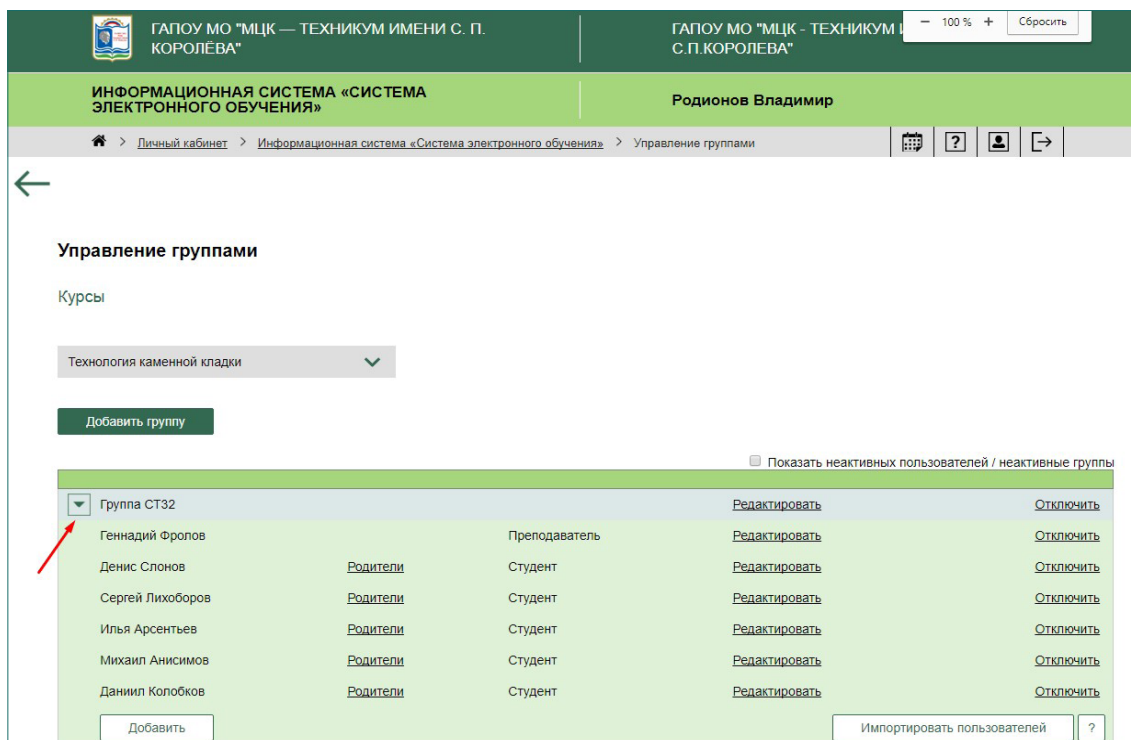 ГАПОУ МО "МЦК — ТЕХНИКУМ ИМЕНИ С. П.
КОРОЛЁВА"
ГАПОУ МО "МЦК - ТЕХНИКУМ
С.П.КОРОЛЕВА"
− 100 % + Сбросить
ИНФОРМАЦИОННАЯ СИСТЕМА «СИСТЕМА
ЭЛЕКТРОННОГО ОБУЧЕНИЯ»
Родионов Владимир
> Личный кабинет > Информационная система «Система электронного обучения» > Управление группами
?
Управление группами
Курсы
Технология каменной кладки
Добавить группу
Показать неактивных пользователей / неактивные группы
Группа СТ32 Редактировать Отключить
Геннадий Фролов Преподаватель Редактировать Отключить
Денис Слонов Родители Студент Редактировать Отключить
Сергей Лихоборов Родители Студент Редактировать Отключить
Илья Арсентьев Родители Студент Редактировать Отключить
Михаил Анисимов Родители Студент Редактировать Отключить
Даниил Колобков Родители Студент Редактировать Отключить
Добавить Импортировать пользователей ?